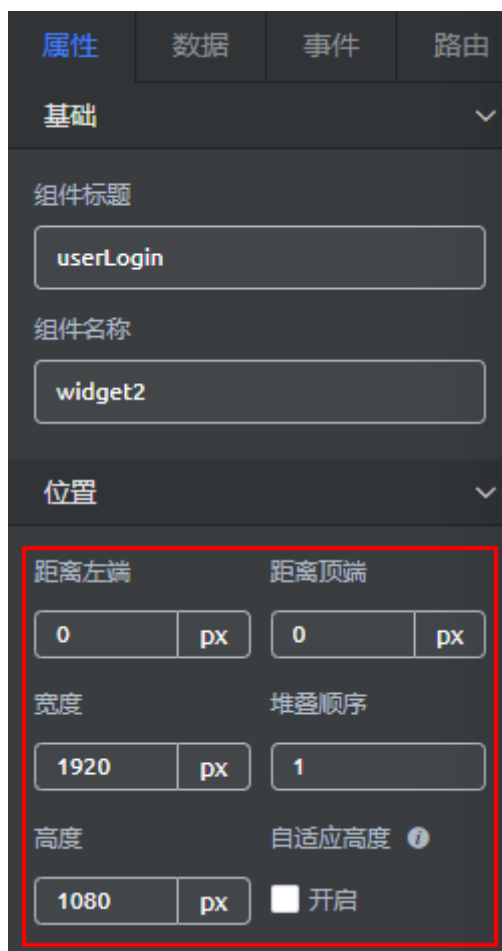 属性 数据 事件 路由
基础
组件标题
userLogin
组件名称
widget2
位置
距离左端 距离顶端
0 px 0 px
宽度 堆叠顺序
1920 px 1
高度 自适应高度
1080 px 开启